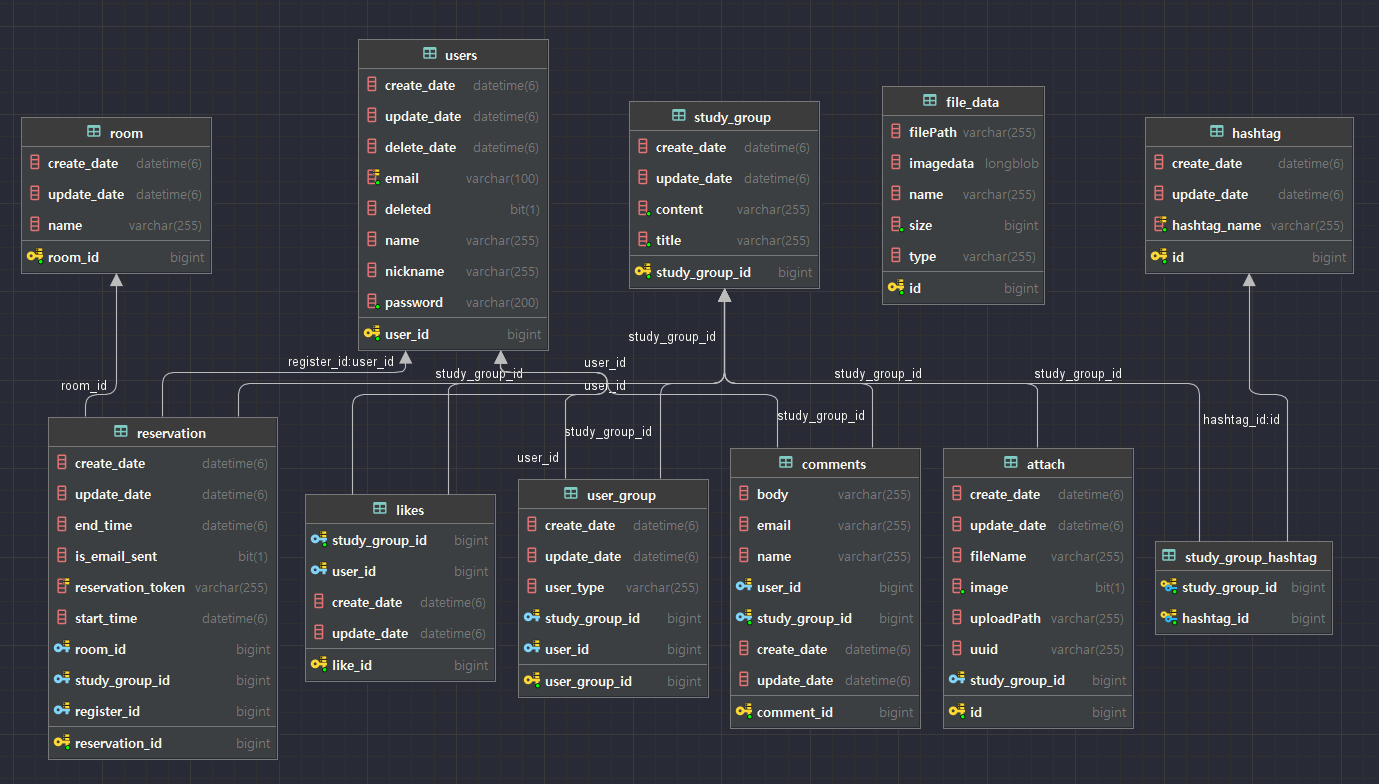 users
create_date datetime(6)
update_date datetime(6)
delete_date datetime(6)
email varchar(100)
deleted bit(1)
name varchar(255)
nickname varchar(255)
password varchar(200)
user_id bigint
room
create_date datetime(6)
update_date datetime(6)
name varchar(255)
room_id bigint
study_group
create_date datetime(6)
update_date datetime(6)
content varchar(255)
title varchar(255)
study_group_id bigint
file_data
filePath varchar(255)
imagedata longblob
name varchar(255)
size bigint
type varchar(255)
id bigint
hashtag
create_date datetime(6)
update_date datetime(6)
hashtag_name varchar(255)
id bigint
study_group_id
register_id:user_id
user_id
study_group_id
study_group_id
study_group_id
room_id
user_id
study_group_id
hashtag_id:id
study_group_id
user_id
reservation
create_date datetime(6)
update_date datetime(6)
end_time datetime(6)
is_email_sent bit(1)
reservation_token varchar(255)
start_time datetime(6)
room_id bigint
study_group_id bigint
register_id bigint
reservation_id bigint
likes
study_group_id bigint
user_id bigint
create_date datetime(6)
update_date datetime(6)
like_id bigint
user_group
create_date datetime(6)
update_date datetime(6)
user_type varchar(255)
study_group_id bigint
user_id bigint
user_group_id bigint
comments
body varchar(255)
email varchar(255)
name varchar(255)
user_id bigint
study_group_id bigint
create_date datetime(6)
update_date datetime(6)
comment_id bigint
attach
create_date datetime(6)
update_date datetime(6)
fileName varchar(255)
image bit(1)
uploadPath varchar(255)
uuid varchar(255)
study_group_id bigint
id bigint
study_group_hashtag
study_group_id bigint
hashtag_id bigint